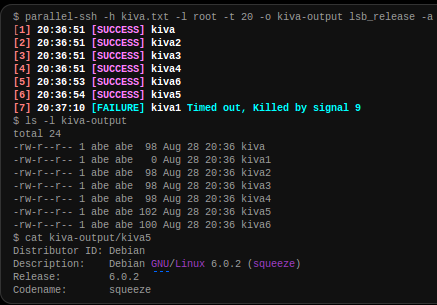 $ parallel-ssh -h kiva.txt -l root -t 20 -o kiva-output lsb_release -a
[1] 20:36:51 [SUCCESS] kiva
[2] 20:36:51 [SUCCESS] kiva2
[3] 20:36:51 [SUCCESS] kiva3
[4] 20:36:51 [SUCCESS] kiva4
[5] 20:36:53 [SUCCESS] kiva6
[6] 20:36:54 [SUCCESS] kiva5
[7] 20:37:10 [FAILURE] kiva1 Timed out, Killed by signal 9
$ ls -l kiva-output
total 24
-rw-r--r-- 1 abe abe  98 Aug 28 20:36 kiva
-rw-r--r-- 1 abe abe   0 Aug 28 20:36 kiva1
-rw-r--r-- 1 abe abe  98 Aug 28 20:36 kiva2
-rw-r--r-- 1 abe abe  98 Aug 28 20:36 kiva3
-rw-r--r-- 1 abe abe  98 Aug 28 20:36 kiva4
-rw-r--r-- 1 abe abe 102 Aug 28 20:36 kiva5
-rw-r--r-- 1 abe abe 100 Aug 28 20:36 kiva6
$ cat kiva-output/kiva5
Distributor ID: Debian
Description:    Debian GNU/Linux 6.0.2 (squeeze)
Release:        6.0.2
Codename:       squeeze